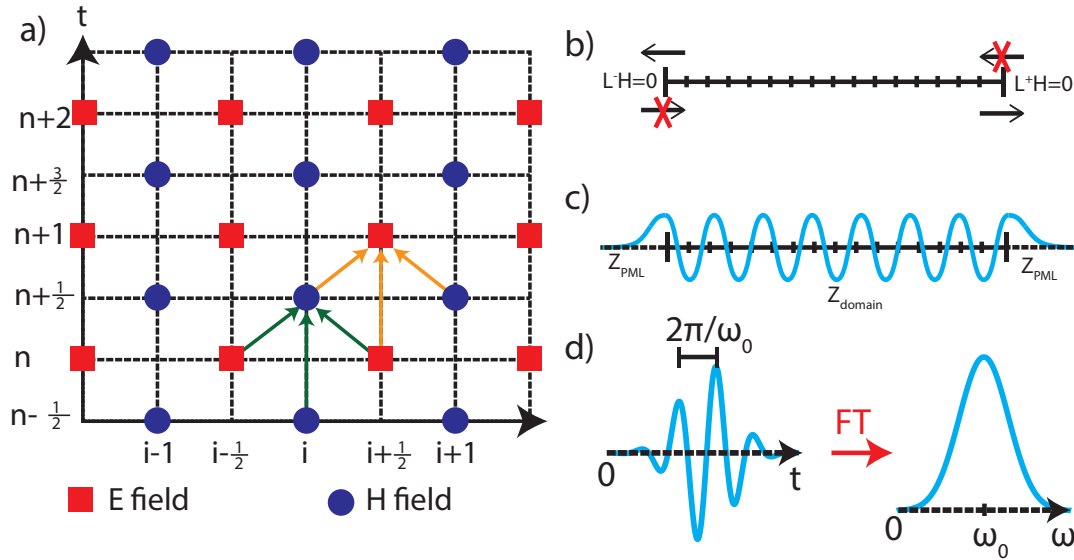 a)
t
n+2
n+3/2
n+1
n+1/2
n
n- 1/2
i-1
i-1/2
i
i+1/2
i+1
E field
H field
b)
L⁻H=0
L⁺H=0
c)
Z_PML
Z_domain
Z_PML
d)
2π/ω₀
0
t
FT
0
ω₀
ω